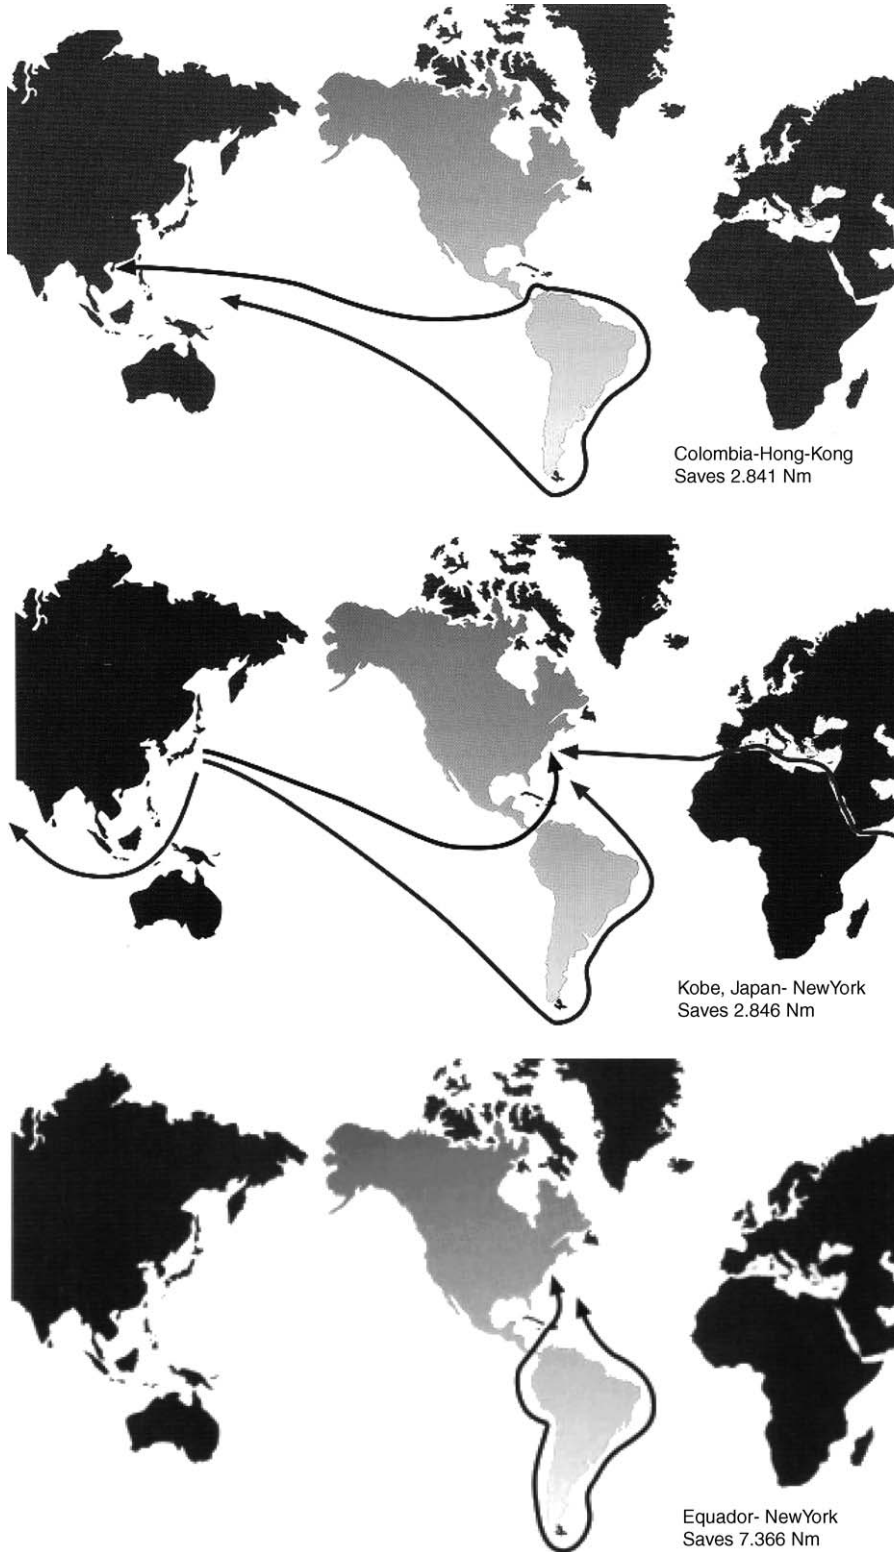 Colombia-Hong-Kong
Saves 2.841 Nm
Kobe, Japan- NewYork
Saves 2.846 Nm
Equador- NewYork
Saves 7.366 Nm